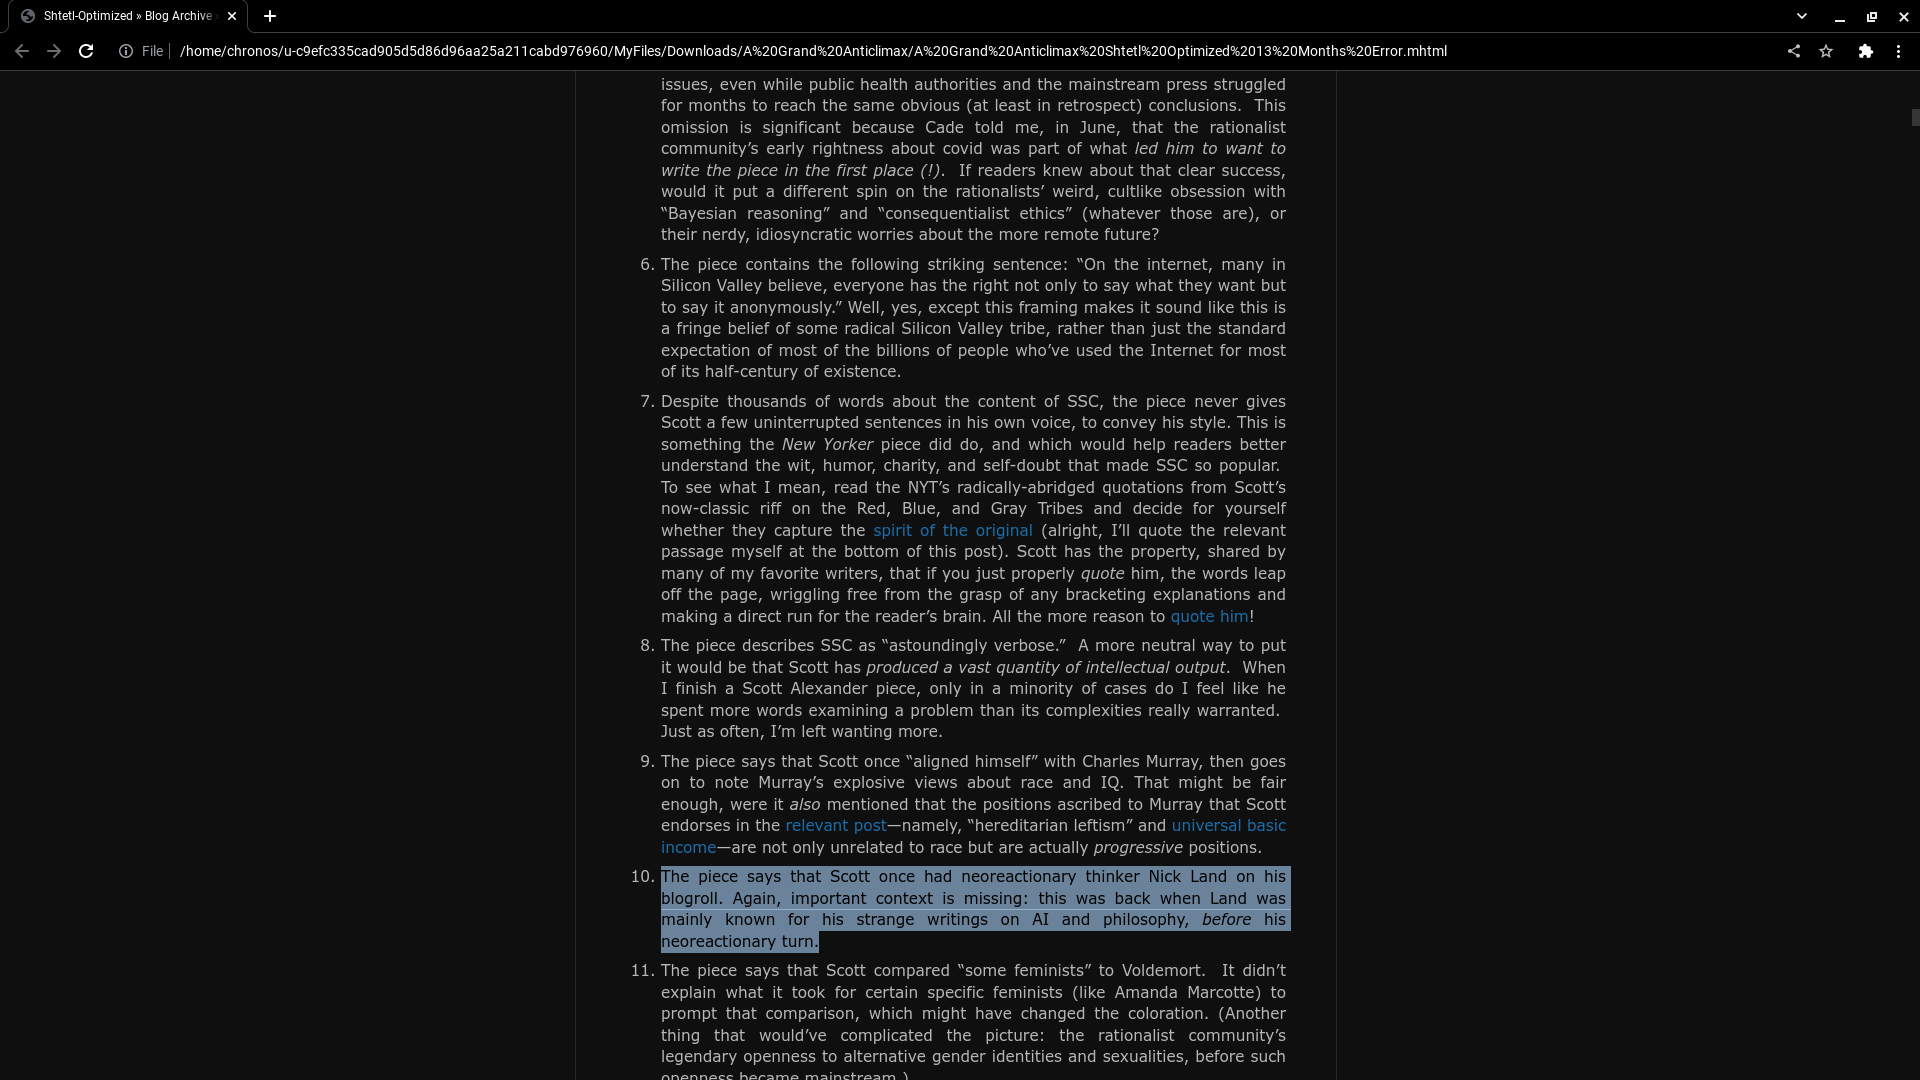 Shtetl-Optimized » Blog Archive
File
/home/chronos/u-c9efc335cad905d5d86d96aa25a211cabd976960/MyFiles/Downloads/A%20Grand%20Anticlimax/A%20Grand%20Anticlimax%20Shtetl%20Optimized%2013%20Months%20Error.mhtml
issues, even while public health authorities and the mainstream press struggled
for months to reach the same obvious (at least in retrospect) conclusions. This
omission is significant because Cade told me, in June, that the rationalist
community’s early rightness about covid was part of what led him to want to
write the piece in the first place (!). If readers knew about that clear success,
would it put a different spin on the rationalists’ weird, cultlike obsession with
“Bayesian reasoning” and “consequentialist ethics” (whatever those are), or
their nerdy, idiosyncratic worries about the more remote future?
6. The piece contains the following striking sentence: “On the internet, many in
Silicon Valley believe, everyone has the right not only to say what they want but
to say it anonymously.” Well, yes, except this framing makes it sound like this is
a fringe belief of some radical Silicon Valley tribe, rather than just the standard
expectation of most of the billions of people who’ve used the Internet for most
of its half-century of existence.
7. Despite thousands of words about the content of SSC, the piece never gives
Scott a few uninterrupted sentences in his own voice, to convey his style. This is
something the New Yorker piece did do, and which would help readers better
understand the wit, humor, charity, and self-doubt that made SSC so popular.
To see what I mean, read the NYT’s radically-abridged quotations from Scott’s
now-classic riff on the Red, Blue, and Gray Tribes and decide for yourself
whether they capture the spirit of the original (alright, I’ll quote the relevant
passage myself at the bottom of this post). Scott has the property, shared by
many of my favorite writers, that if you just properly quote him, the words leap
off the page, wriggling free from the grasp of any bracketing explanations and
making a direct run for the reader’s brain. All the more reason to quote him!
8. The piece describes SSC as “astoundingly verbose.” A more neutral way to put
it would be that Scott has produced a vast quantity of intellectual output. When
I finish a Scott Alexander piece, only in a minority of cases do I feel like he
spent more words examining a problem than its complexities really warranted.
Just as often, I’m left wanting more.
9. The piece says that Scott once “aligned himself” with Charles Murray, then goes
on to note Murray’s explosive views about race and IQ. That might be fair
enough, were it also mentioned that the positions ascribed to Murray that Scott
endorses in the relevant post—namely, “hereditarian leftism” and universal basic
income—are not only unrelated to race but are actually progressive positions.
10. The piece says that Scott once had neoreactionary thinker Nick Land on his
blogroll. Again, important context is missing: this was back when Land was
mainly known for his strange writings on AI and philosophy, before his
neoreactionary turn.
11. The piece says that Scott compared “some feminists” to Voldemort. It didn’t
explain what it took for certain specific feminists (like Amanda Marcotte) to
prompt that comparison, which might have changed the coloration. (Another
thing that would’ve complicated the picture: the rationalist community’s
legendary openness to alternative gender identities and sexualities, before such
openness became mainstream.)